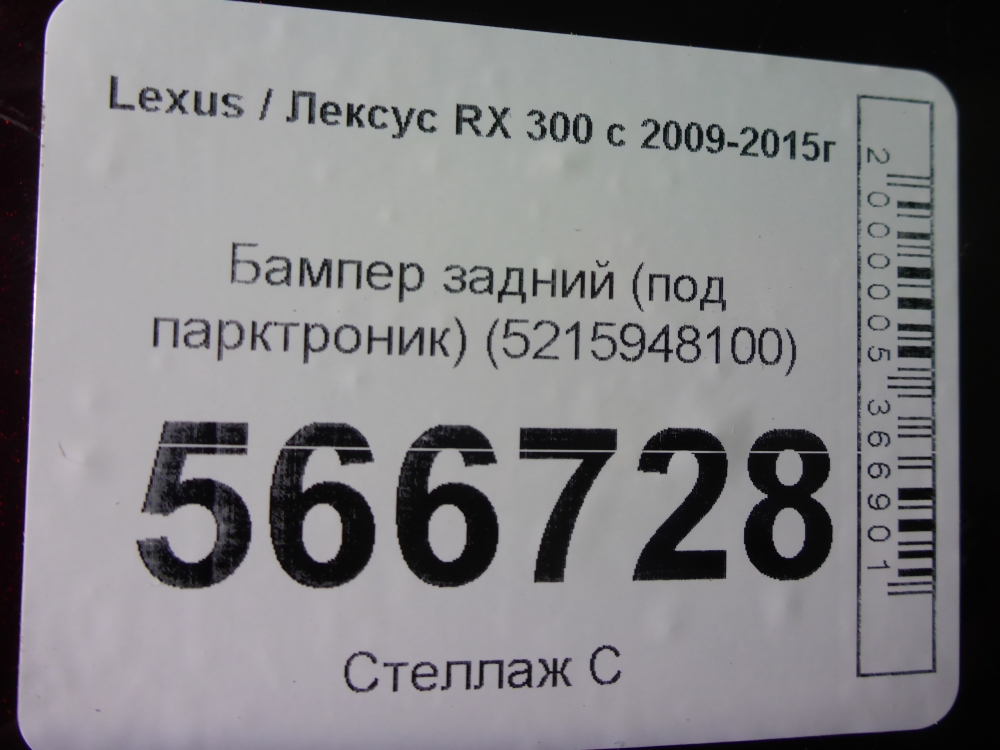 Lexus / Лексус RX 300 с 2009-2015г
Бампер задний (под
парктроник) (5215948100)
566728
Стеллаж С
2000005366901